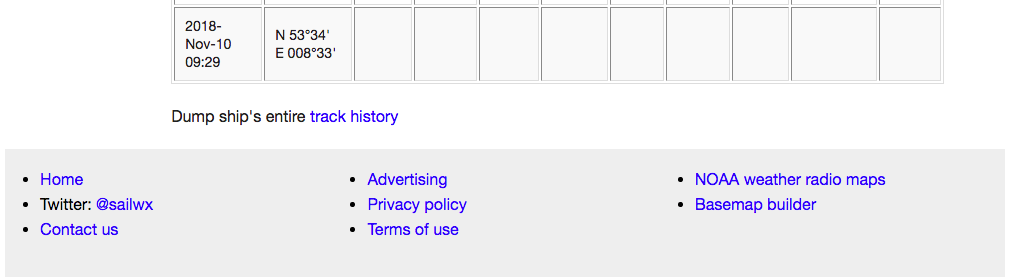 2018-
Nov-10
09:29
N 53°34'
E 008°33'
Dump ship's entire track history
Home
Twitter: @sailwx
Contact us
Advertising
Privacy policy
Terms of use
NOAA weather radio maps
Basemap builder